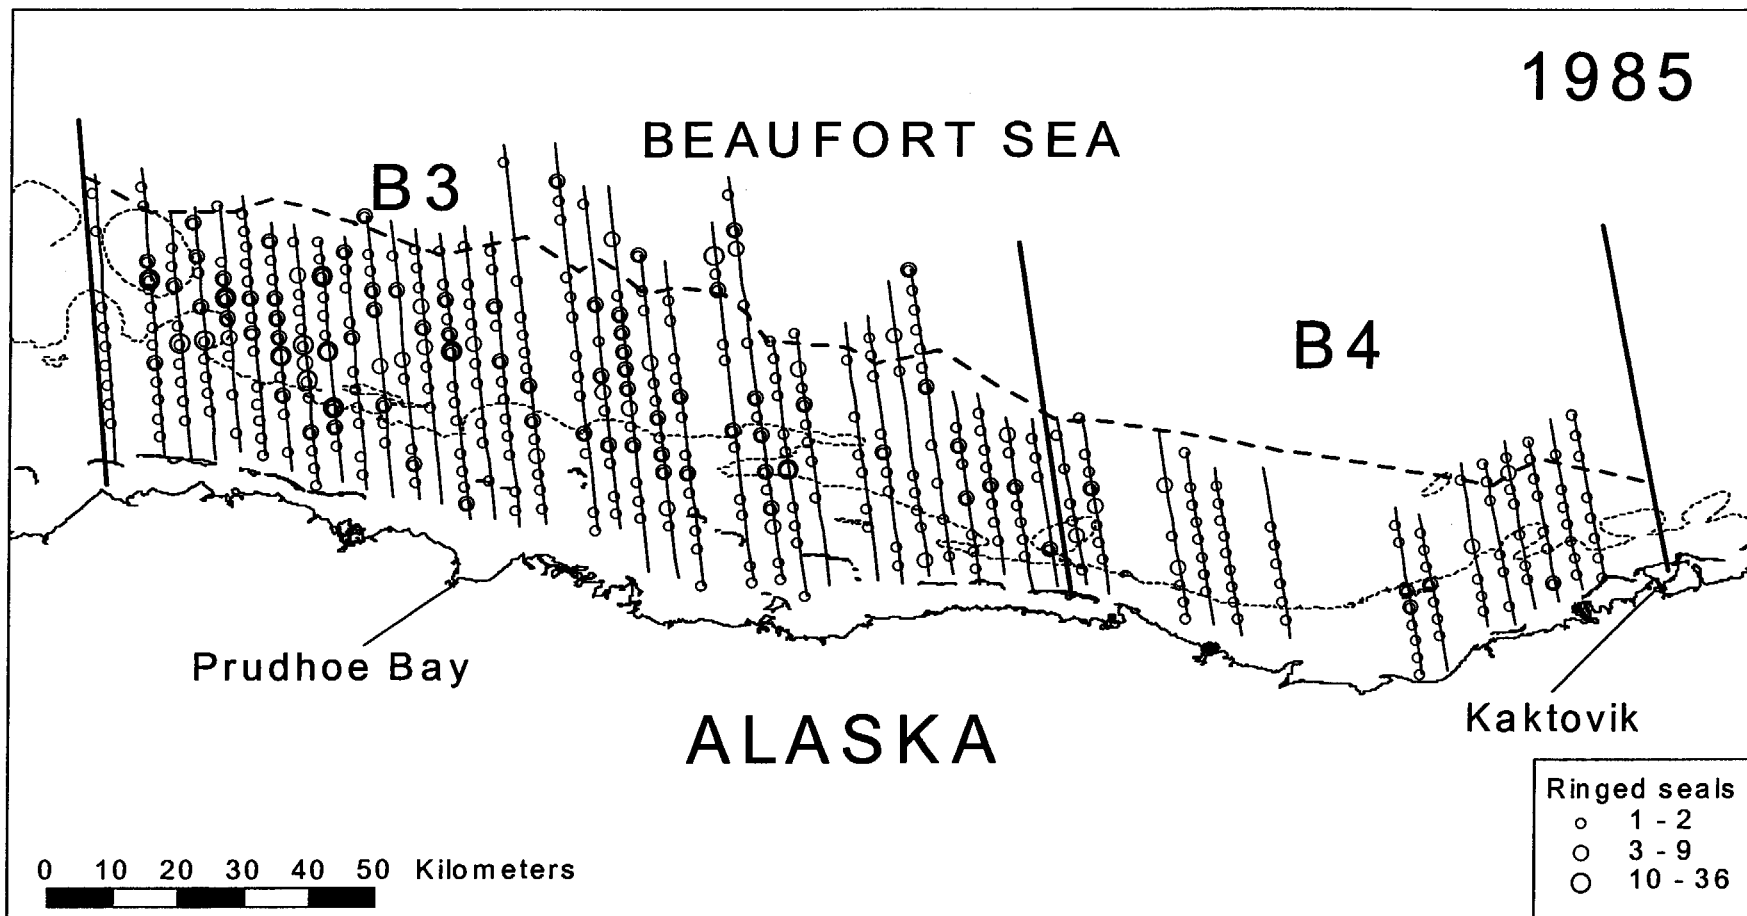 1985
BEAUFORT SEA
B3
B4
Prudhoe Bay
ALASKA
Kaktovik
Ringed seals
1 - 2
3 - 9
10 - 36
0 10 20 30 40 50 Kilometers